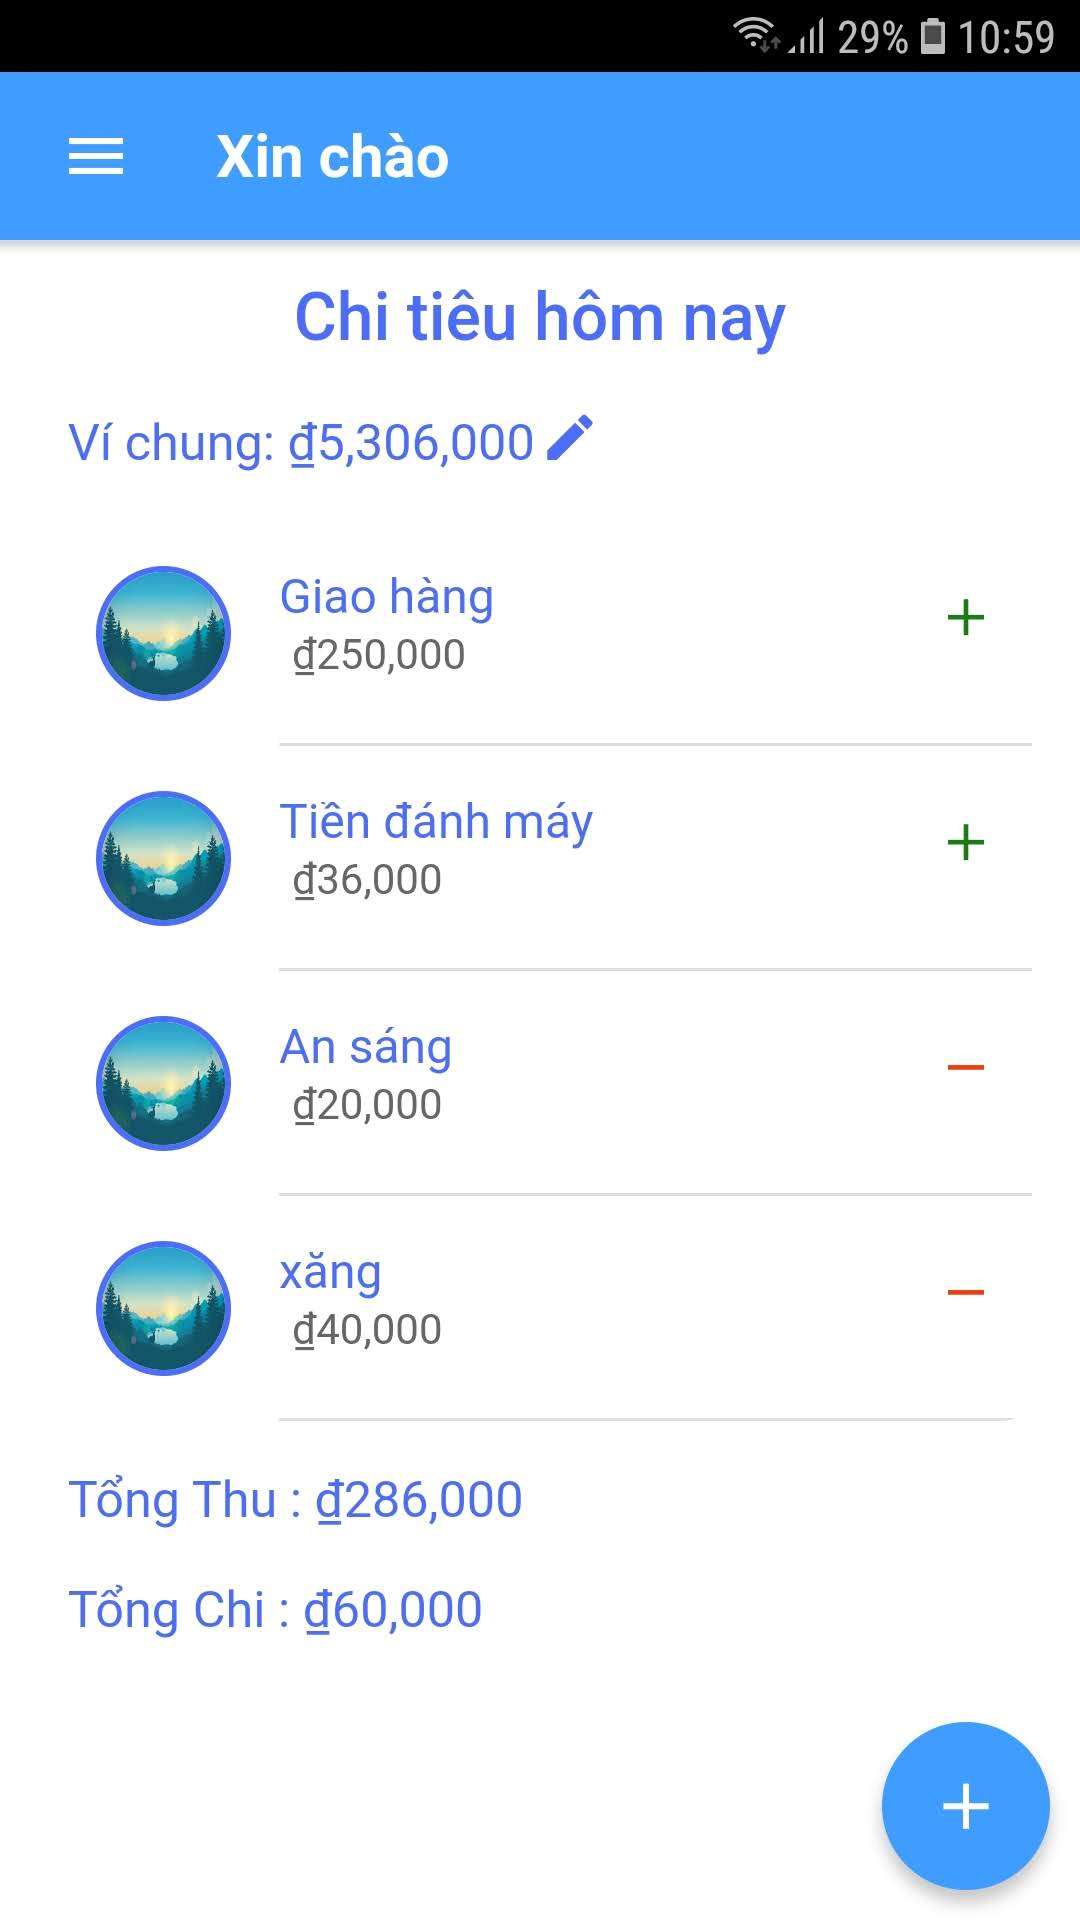 29% 10:59
Xin chào
Chi tiêu hôm nay
Ví chung: ₫5,306,000
Giao hàng
₫250,000
Tiền đánh máy
₫36,000
An sáng
₫20,000
xăng
₫40,000
Tổng Thu : ₫286,000
Tổng Chi : ₫60,000